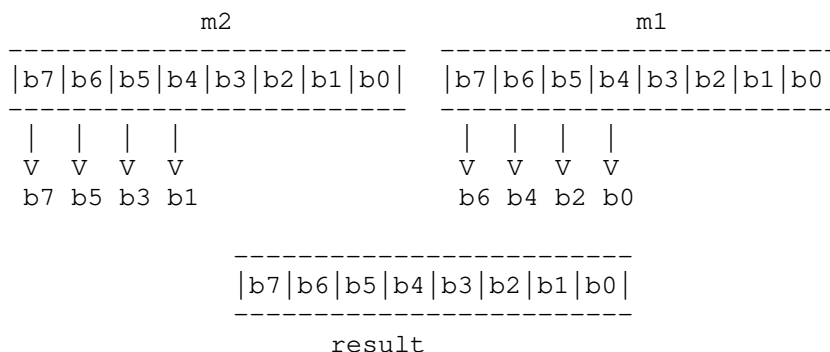 m2 m1
------------------------- -------------------------
|b7|b6|b5|b4|b3|b2|b1|b0| |b7|b6|b5|b4|b3|b2|b1|b0
------------------------- -------------------------
| | | | | | | |
V V V V V V V V
b7 b5 b3 b1 b6 b4 b2 b0
-------------------------
|b7|b6|b5|b4|b3|b2|b1|b0|
-------------------------
result